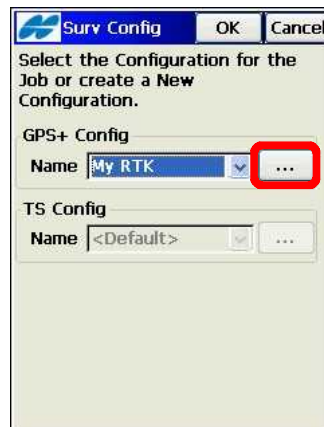 Surv Config OK Cancel
Select the Configuration for the
Job or create a New
Configuration.
GPS+ Config
Name My RTK ...
TS Config
Name <Default> ...